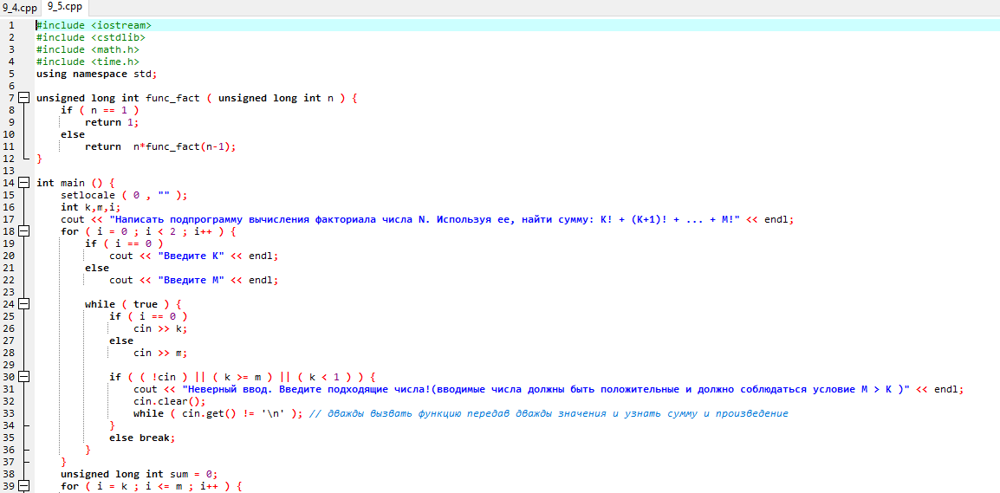 9_4.cpp 9_5.cpp
1 #include <iostream>
2 #include <cstdlib>
3 #include <math.h>
4 #include <time.h>
5 using namespace std;
6
7 unsigned long int func_fact ( unsigned long int n ) {
8 if ( n == 1 )
9 return 1;
10 else
11 return  n*func_fact(n-1);
12 }
13
14 int main () {
15 setlocale ( 0 , "" );
16 int k,m,i;
17 cout << "Написать подпрограмму вычисления факториала числа N. Используя ее, найти сумму: K! + (K+1)! + ... + M!" << endl;
18 for ( i = 0 ; i < 2 ; i++ ) {
19 if ( i == 0 )
20 cout << "Введите K" << endl;
21 else
22 cout << "Введите M" << endl;
23
24 while ( true ) {
25 if ( i == 0 )
26 cin >> k;
27 else
28 cin >> m;
29
30 if ( ( !cin ) || ( k >= m ) || ( k < 1 ) ) {
31 cout << "Неверный ввод. Введите подходящие числа!(вводимые числа должны быть положительные и должно соблюдаться условие M > K )" << endl;
32 cin.clear();
33 while ( cin.get() != '\n' ); // дважды вызвать функцию передав дважды значения и узнать сумму и произведение
34 }
35 else break;
36 }
37 }
38 unsigned long int sum = 0;
39 for ( i = k ; i <= m ; i++ ) {